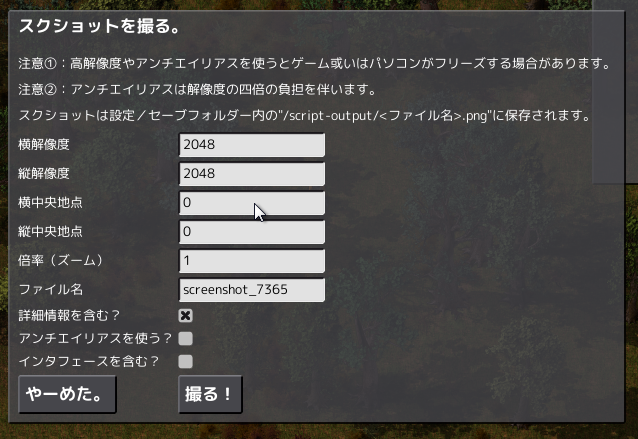 スクショットを撮る。
注意①：高解像度やアンチエイリアスを使うとゲーム或いはパソコンがフリーズする場合があります。
注意②：アンチエイリアスは解像度の四倍の負担を伴います。
スクショットは設定／セーブフォルダー内の"/script-output/<ファイル名>.png"に保存されます。
横解像度 2048
縦解像度 2048
横中央地点 0
縦中央地点 0
倍率（ズーム） 1
ファイル名 screenshot_7365
詳細情報を含む？
アンチエイリアスを使う？
インタフェースを含む？
やーめた。 撮る！